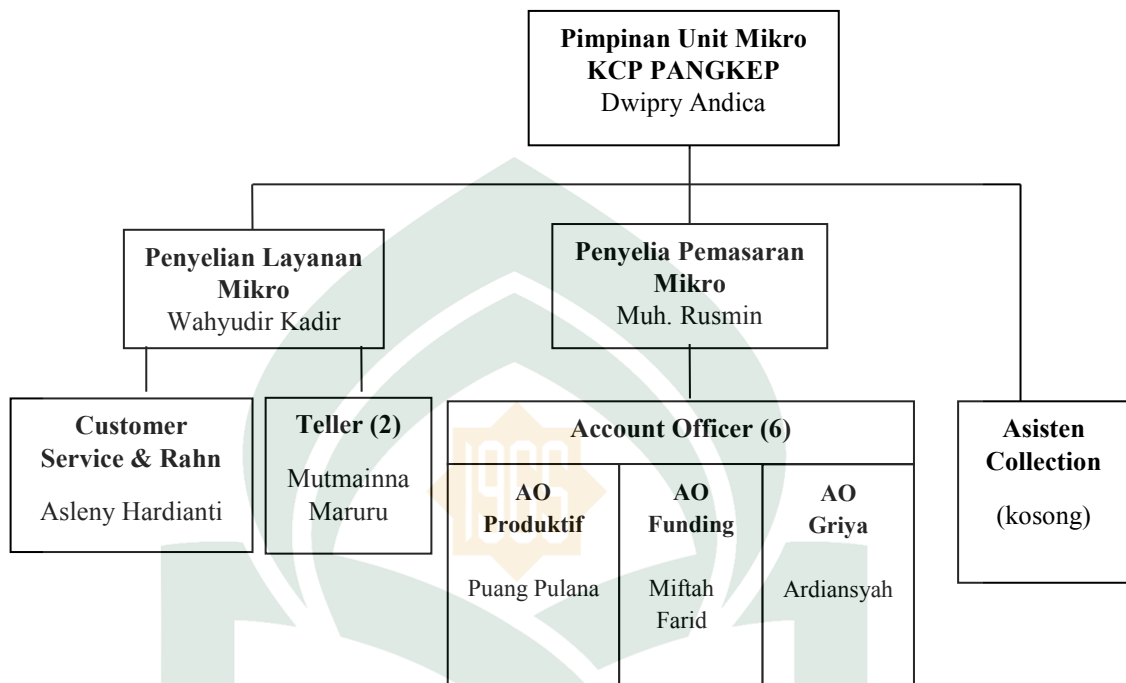 Pimpinan Unit Mikro
KCP PANGKEP
Dwipry Andica
Penyelian Layanan
Mikro
Wahyudir Kadir
Penyelia Pemasaran
Mikro
Muh. Rusmin
Customer
Service & Rahn
Asleny Hardianti
Teller (2)
Mutmainna
Maruru
Account Officer (6)
AO
Produktif
Puang Pulana
AO
Funding
Miftah
Farid
AO
Griya
Ardiansyah
Asisten
Collection
(kosong)
1965